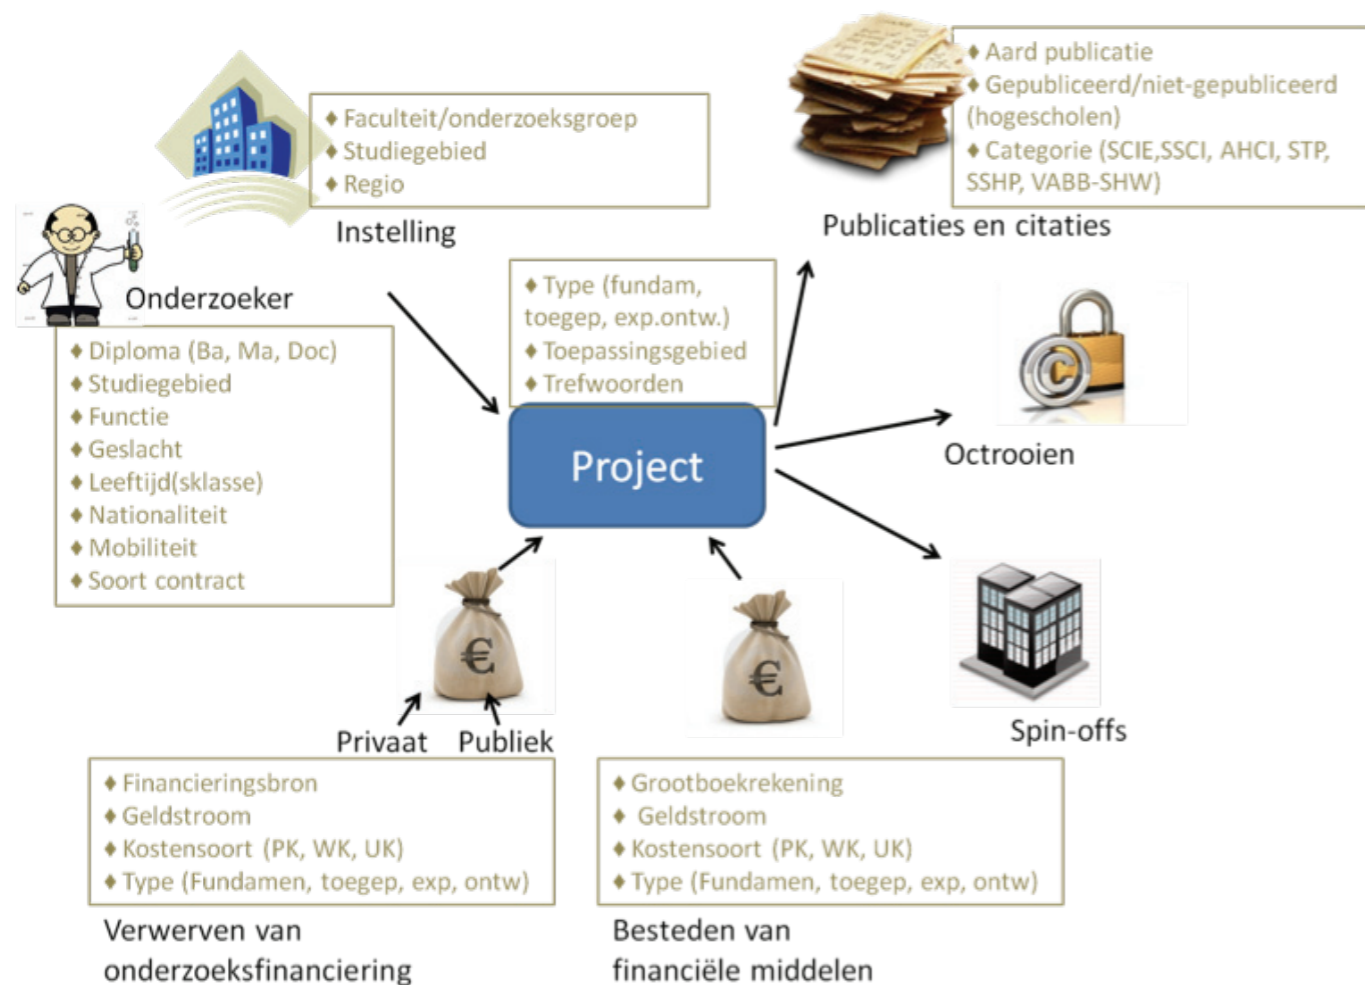 ♦ Faculteit/onderzoeksgroep
♦ Studiegebied
♦ Regio
Instelling
♦ Aard publicatie
♦ Gepubliceerd/niet-gepubliceerd
(hogescholen)
♦ Categorie (SCIE,SSCI, AHCI, STP,
SSHP, VABB-SHW)
Publicaties en citaties
Onderzoeker
♦ Diploma (Ba, Ma, Doc)
♦ Studiegebied
♦ Functie
♦ Geslacht
♦ Leeftijd(sklasse)
♦ Nationaliteit
♦ Mobiliteit
♦ Soort contract
♦ Type (fundam,
toegep, exp.ontw.)
♦ Toepassingsgebied
♦ Trefwoorden
Project
©
Octrooien
Spin-offs
€
Privaat
Publiek
♦ Financieringsbron
♦ Geldstroom
♦ Kostensoort (PK, WK, UK)
♦ Type (Fundamen, toegep, exp, ontw)
Verwerven van
onderzoeksfinanciering
€
♦ Grootboekrekening
♦ Geldstroom
♦ Kostensoort (PK, WK, UK)
♦ Type (Fundamen, toegep, exp, ontw)
Besteden van
financiële middelen